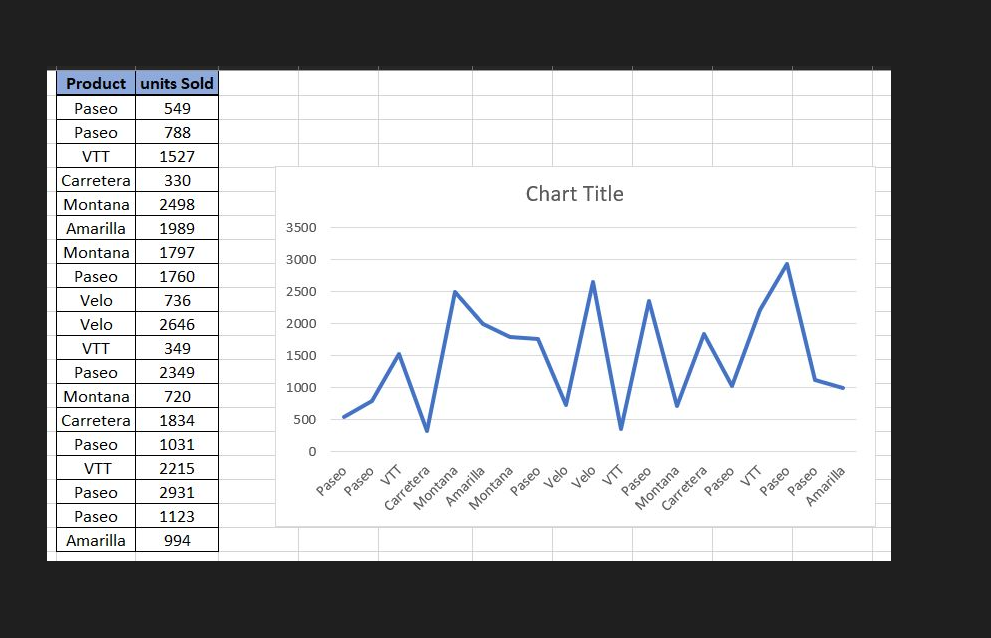 Product units Sold
Paseo 549
Paseo 788
VTT 1527
Carretera 330
Montana 2498
Amarilla 1989
Montana 1797
Paseo 1760
Velo 736
Velo 2646
VTT 349
Paseo 2349
Montana 720
Carretera 1834
Paseo 1031
VTT 2215
Paseo 2931
Paseo 1123
Amarilla 994
Chart Title
3500
3000
2500
2000
1500
1000
500
0
Paseo Paseo VTT Carretera Montana Amarilla Montana Paseo Velo Velo VTT Paseo Montana Carretera Paseo VTT Paseo Paseo Amarilla